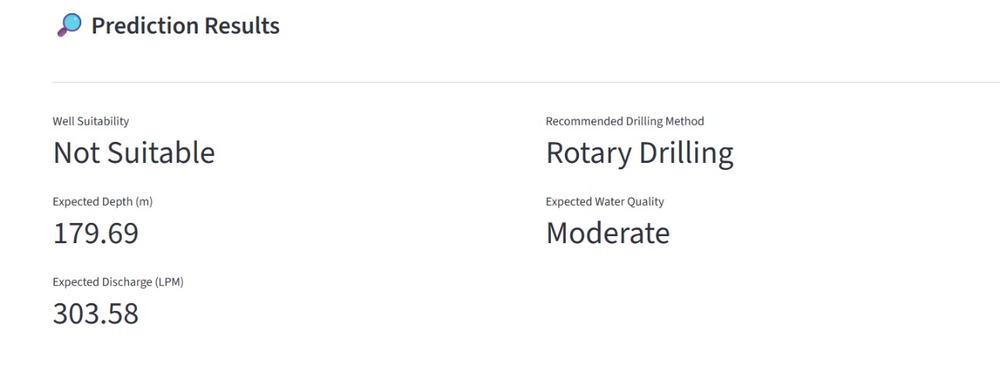 Prediction Results
Well Suitability
Not Suitable
Recommended Drilling Method
Rotary Drilling
Expected Depth (m)
179.69
Expected Water Quality
Moderate
Expected Discharge (LPM)
303.58